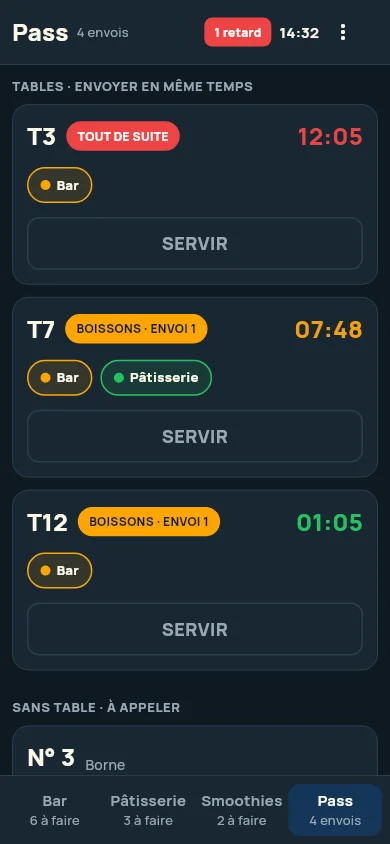 Pass 4 envois 1 retard 14:32
TABLES · ENVOYER EN MÊME TEMPS
T3 TOUT DE SUITE 12:05
Bar
SERVIR
T7 BOISSONS · ENVOI 1 07:48
Bar Pâtisserie
SERVIR
T12 BOISSONS · ENVOI 1 01:05
Bar
SERVIR
SANS TABLE · À APPELER
N° 3 Borne
Bar Pâtisserie Smoothies Pass
6 à faire 3 à faire 2 à faire 4 envois